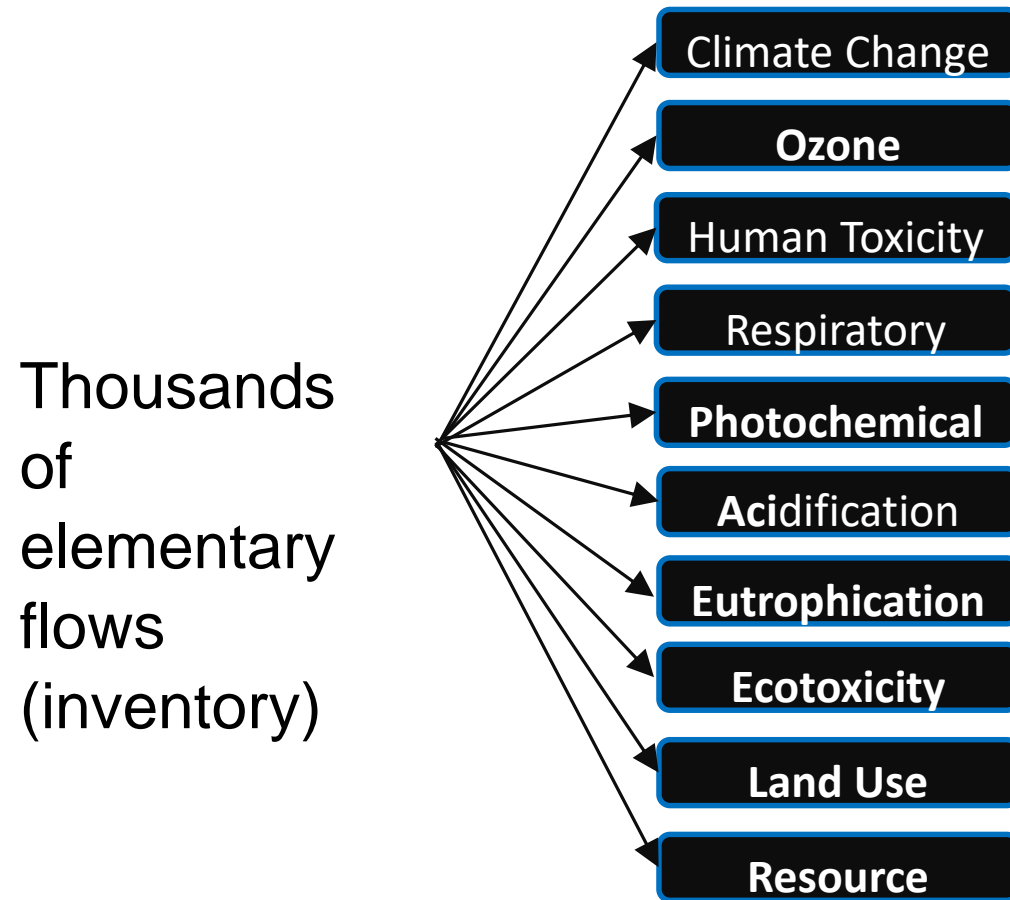 Thousands
of
elementary
flows
(inventory)
Climate Change
Ozone
Human Toxicity
Respiratory
Photochemical
Acidification
Eutrophication
Ecotoxicity
Land Use
Resource